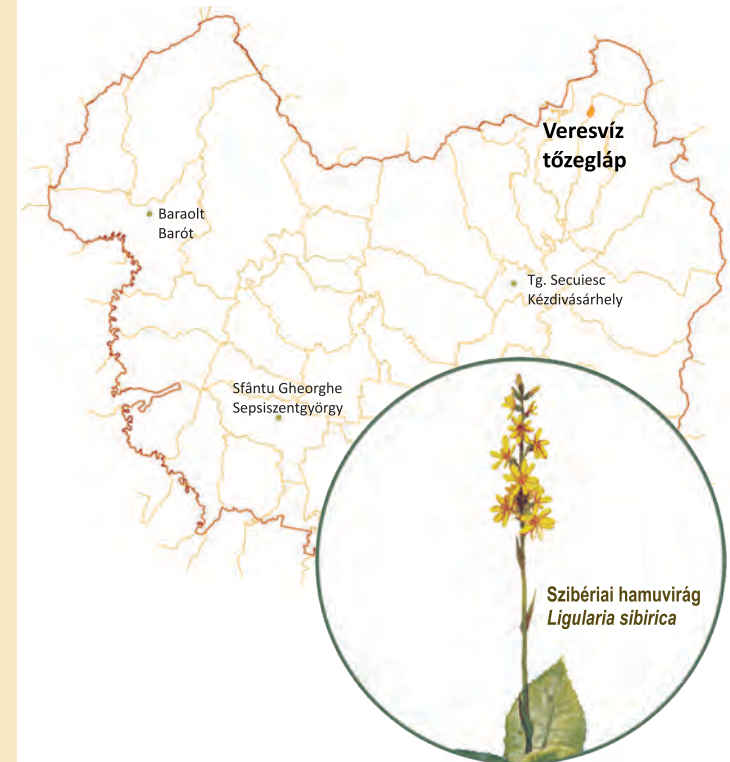 Veresvíz
tőzegláp
Baraolt
Barót
Tg. Secuiesc
Kézdivásárhely
Sfântu Gheorghe
Sepsiszentgyörgy
Szibériai hamuvirág
Ligularia sibirica